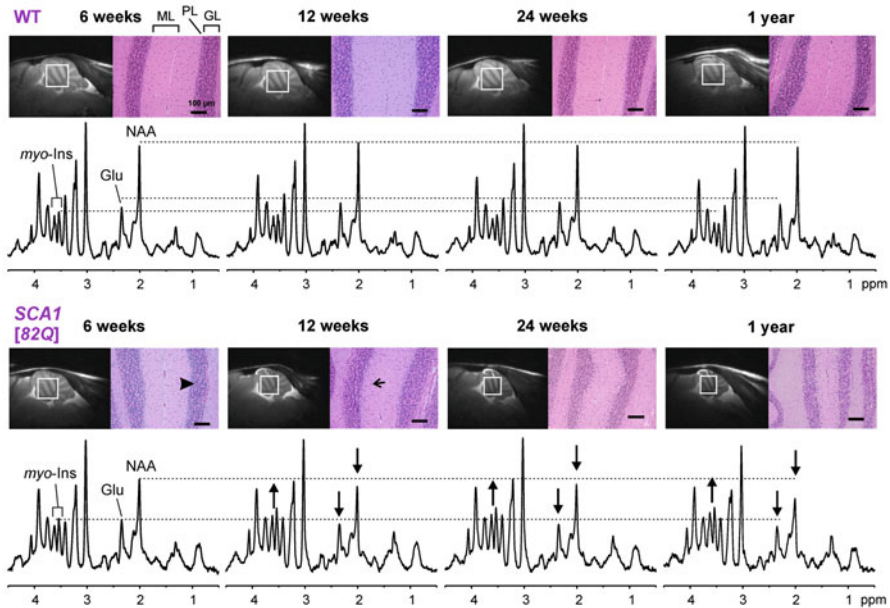 WT 6 weeks ML PL GL 12 weeks 24 weeks 1 year
100 µm
NAA
myo-Ins
Glu
4 3 2 1 4 3 2 1 4 3 2 1 4 3 2 1 ppm
SCA1
[82Q] 6 weeks 12 weeks 24 weeks 1 year
NAA
myo-Ins
Glu
4 3 2 1 4 3 2 1 4 3 2 1 4 3 2 1 ppm